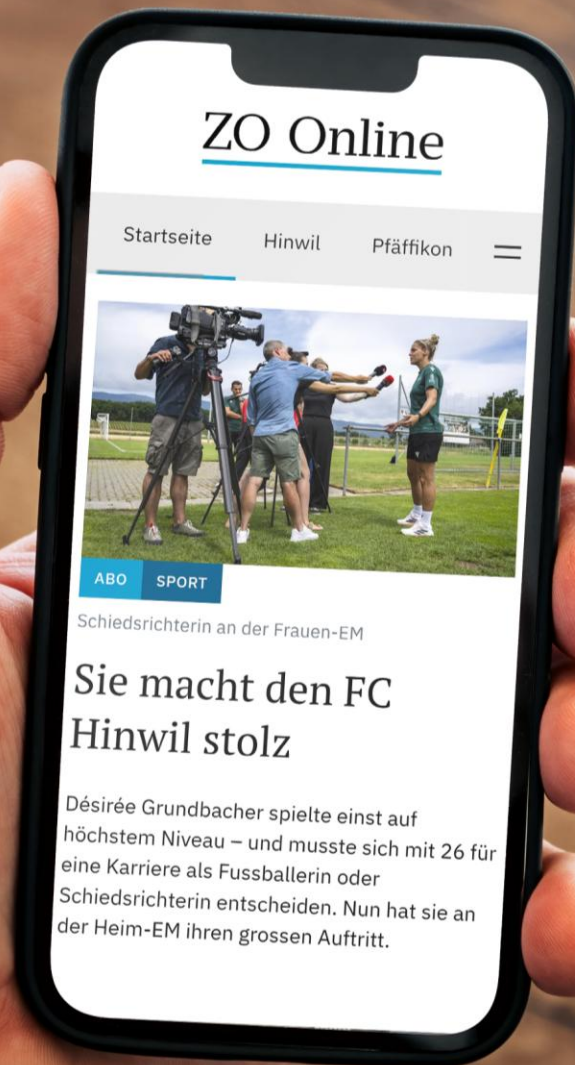 ZO Online
Startseite Hinwil Pfäffikon
ABO SPORT
Schiedsrichterin an der Frauen-EM
Sie macht den FC
Hinwil stolz
Désirée Grundbacher spielte einst auf
höchstem Niveau – und musste sich mit 26 für
eine Karriere als Fussballerin oder
Schiedsrichterin entscheiden. Nun hat sie an
der Heim-EM ihren grossen Auftritt.